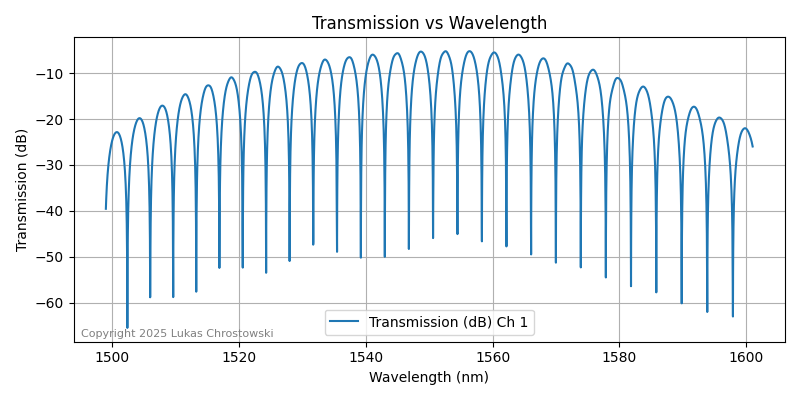 Transmission vs Wavelength
Transmission (dB)
−10
−20
−30
−40
−50
−60
Copyright 2025 Lukas Chrostowski
Transmission (dB) Ch 1
1500 1520 1540 1560 1580 1600
Wavelength (nm)